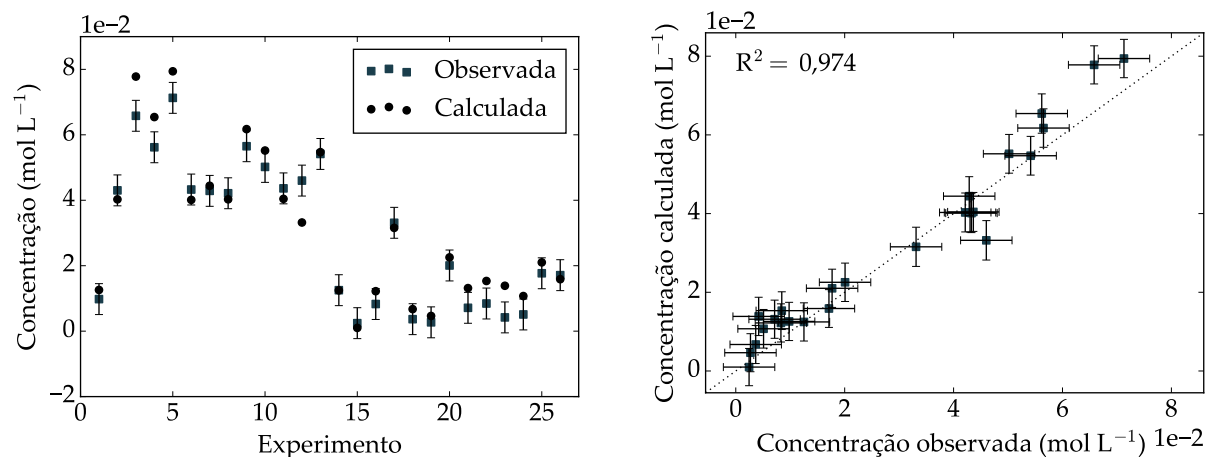 1e−2
8
6
4
2
0
−2
0
5
10
15
20
25
Concentração (mol L⁻¹)
Experimento
Observada
Calculada
1e−2
8
6
4
2
0
0
2
4
6
8
1e−2
R² = 0,974
Concentração calculada (mol L⁻¹)
Concentração observada (mol L⁻¹)